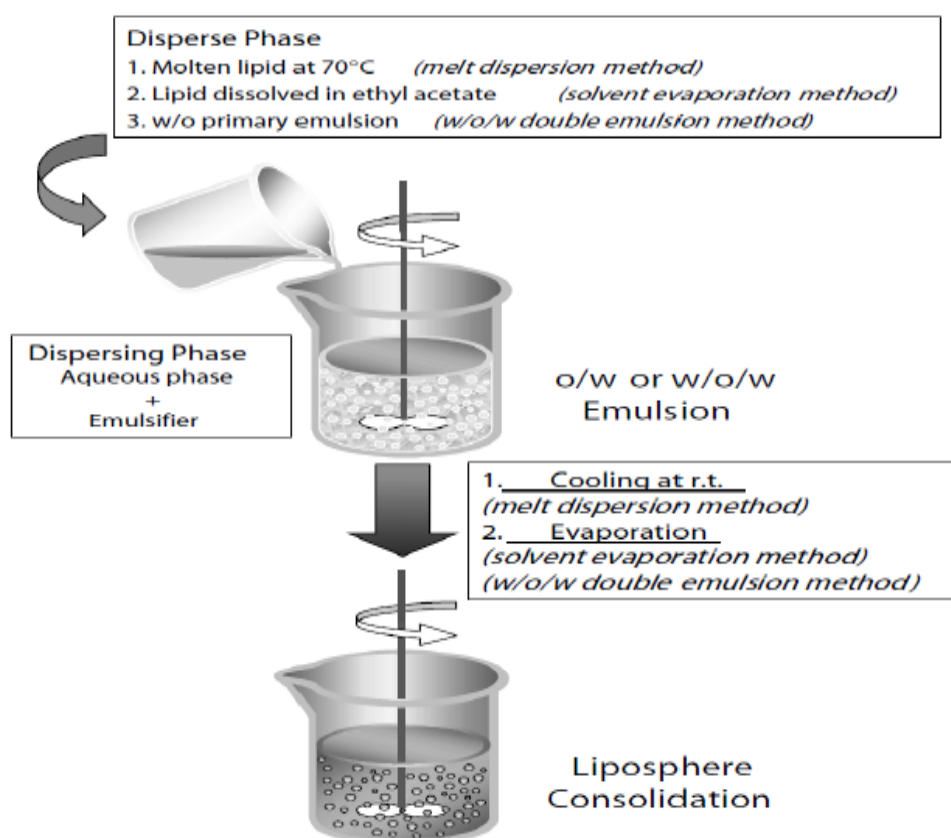 Disperse Phase
1. Molten lipid at 70°C (melt dispersion method)
2. Lipid dissolved in ethyl acetate (solvent evaporation method)
3. w/o primary emulsion (w/o/w double emulsion method)
Dispersing Phase
Aqueous phase
+
Emulsifier
o/w or w/o/w
Emulsion
1. Cooling at r.t.
(melt dispersion method)
2. Evaporation
(solvent evaporation method)
(w/o/w double emulsion method)
Liposphere
Consolidation